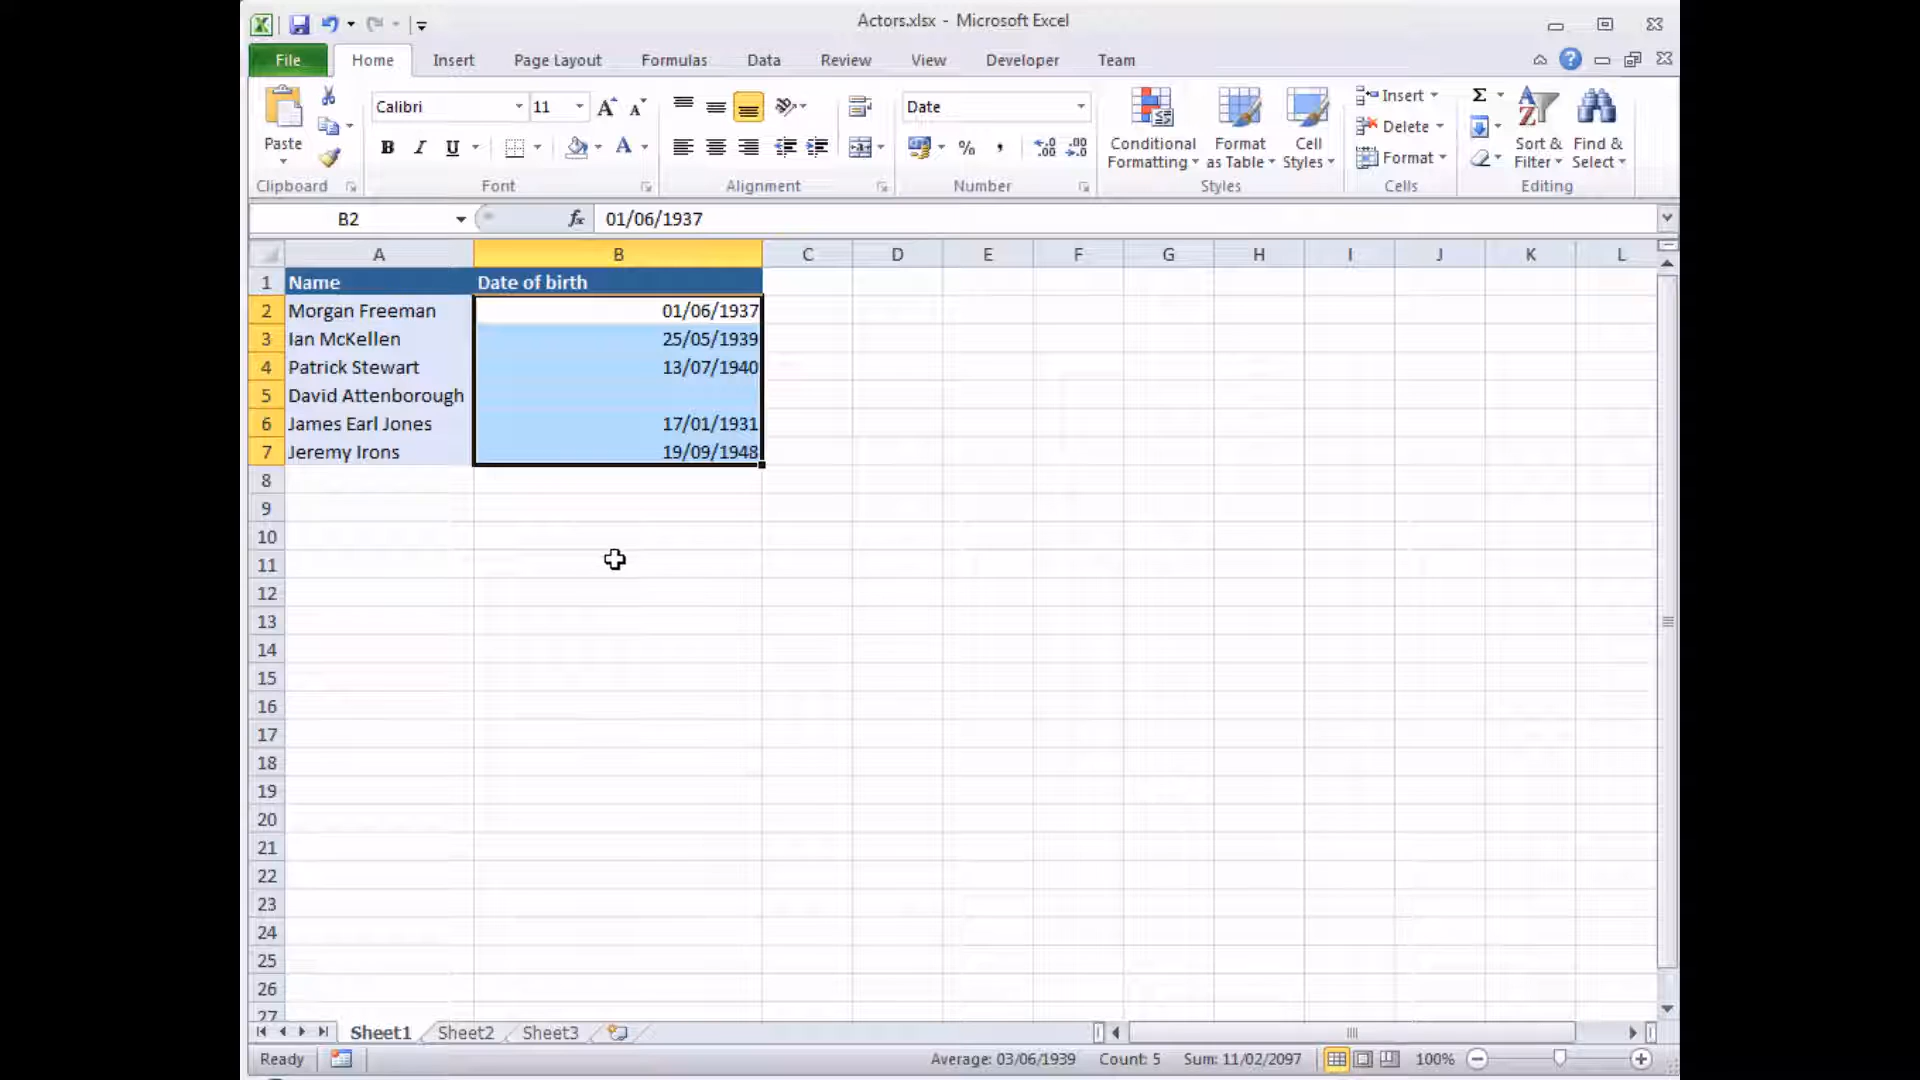 Actors.xlsx - Microsoft Excel
File Home Insert Page Layout Formulas Data Review View Developer Team
Calibri 11 Date
Paste
B I U
% ,
Conditional Formatting
Format as Table
Cell Styles
Insert
Delete
Format
Σ
Sort & Filter
Find & Select
Clipboard Font Alignment Number Styles Cells Editing
B2 fx 01/06/1937
A B C D E F G H I J K L
1 Name Date of birth
2 Morgan Freeman 01/06/1937
3 Ian McKellen 25/05/1939
4 Patrick Stewart 13/07/1940
5 David Attenborough
6 James Earl Jones 17/01/1931
7 Jeremy Irons 19/09/1948
8
9
10
11
12
13
14
15
16
17
18
19
20
21
22
23
24
25
26
27
Sheet1 Sheet2 Sheet3
Ready Average: 03/06/1939 Count: 5 Sum: 11/02/2097 100%